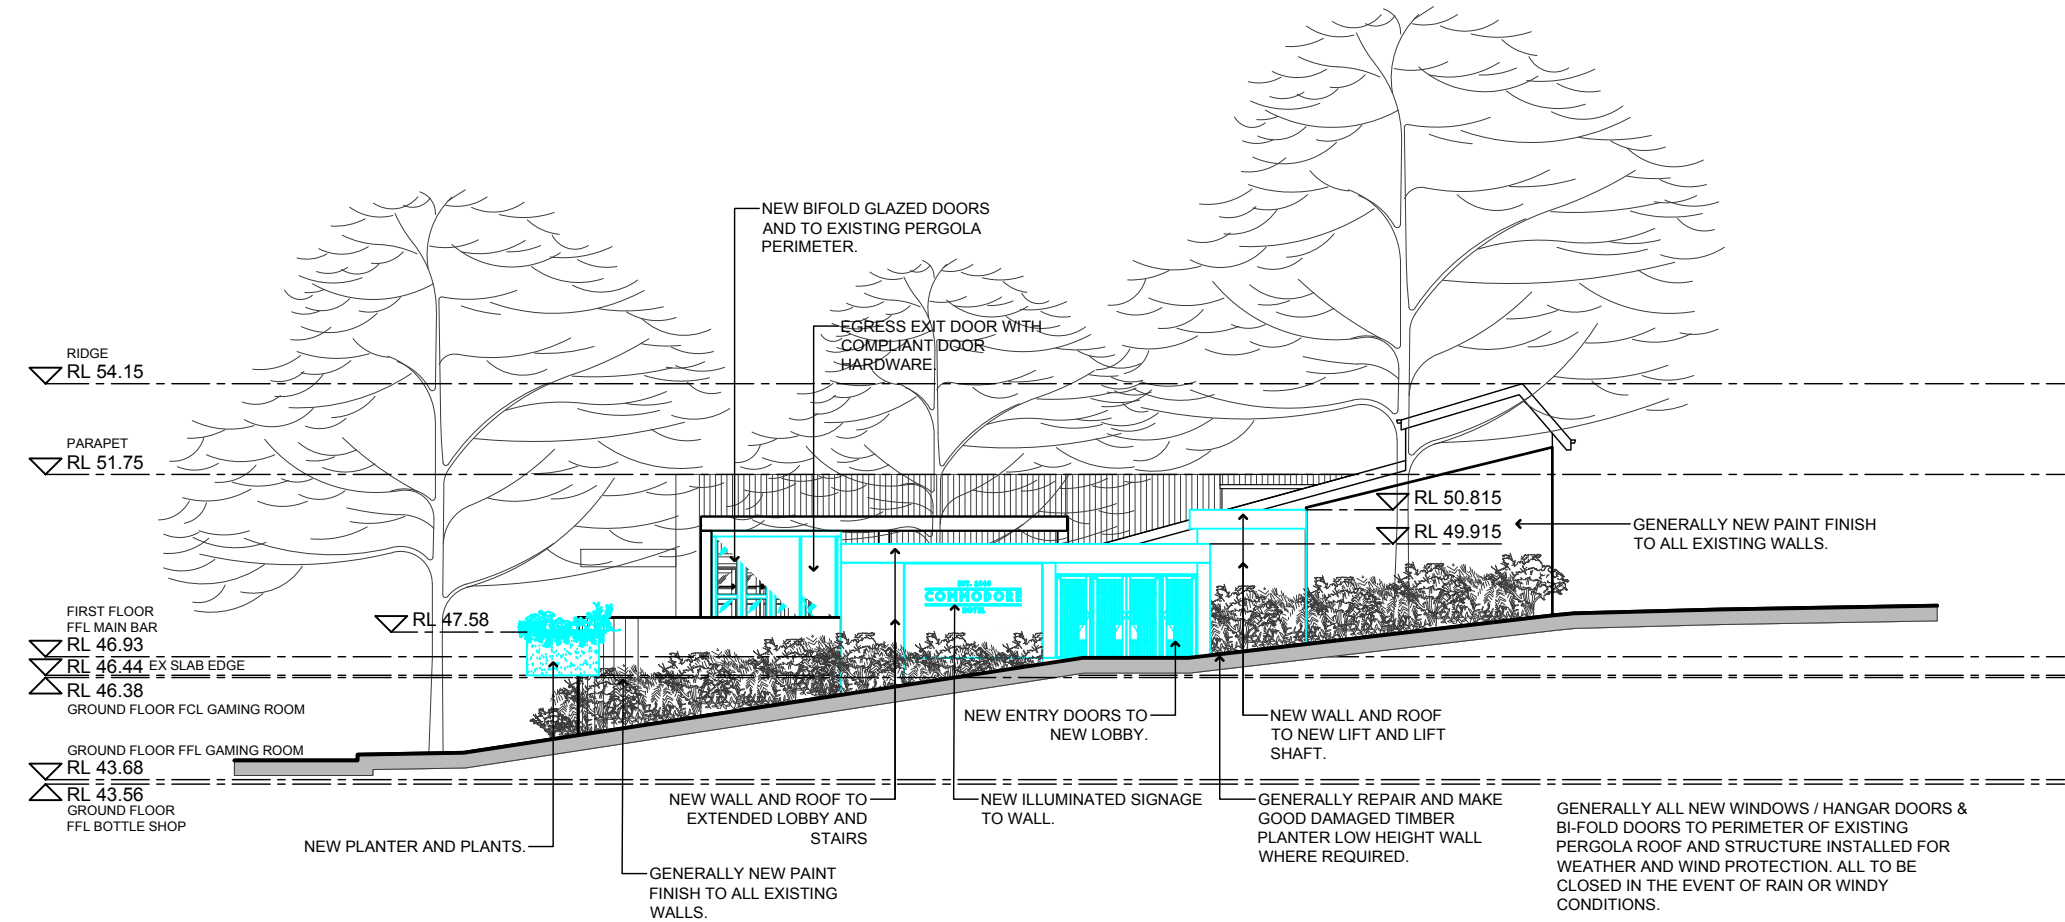 NEW BIFOLD GLAZED DOORS
AND TO EXISTING PERGOLA
PERIMETER.
EGRESS EXIT DOOR WITH
COMPLIANT DOOR
HARDWARE.
RIDGE
RL 54.15
PARAPET
RL 51.75
RL 50.815
RL 49.915
GENERALLY NEW PAINT FINISH
TO ALL EXISTING WALLS.
COMMODORE
HOTEL
FIRST FLOOR
FFL MAIN BAR
RL 46.93
RL 47.58
RL 46.44 EX SLAB EDGE
RL 46.38
GROUND FLOOR FCL GAMING ROOM
GROUND FLOOR FFL GAMING ROOM
RL 43.68
RL 43.56
GROUND FLOOR
FFL BOTTLE SHOP
NEW PLANTER AND PLANTS.
GENERALLY NEW PAINT
FINISH TO ALL EXISTING
WALLS.
NEW WALL AND ROOF TO
EXTENDED LOBBY AND
STAIRS
NEW ILLUMINATED SIGNAGE
TO WALL.
NEW ENTRY DOORS TO
NEW LOBBY.
NEW WALL AND ROOF
TO NEW LIFT AND LIFT
SHAFT.
GENERALLY REPAIR AND MAKE
GOOD DAMAGED TIMBER
PLANTER LOW HEIGHT WALL
WHERE REQUIRED.
GENERALLY ALL NEW WINDOWS / HANGAR DOORS &
BI-FOLD DOORS TO PERIMETER OF EXISTING
PERGOLA ROOF AND STRUCTURE INSTALLED FOR
WEATHER AND WIND PROTECTION. ALL TO BE
CLOSED IN THE EVENT OF RAIN OR WINDY
CONDITIONS.